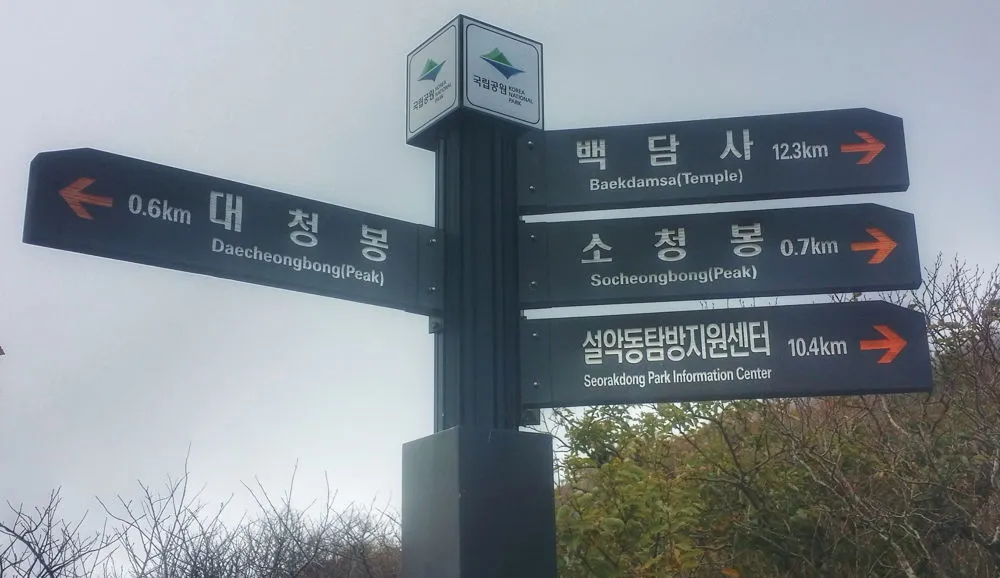 국립공원 KOREA NATIONAL PARK
국립공원 KOREA NATIONAL PARK
0.6km 대청봉
Daecheongbong(Peak)
백담사 12.3km
Baekdamsa(Temple)
소청봉 0.7km
Socheongbong(Peak)
설악동탐방지원센터 10.4km
Seorakdong Park Information Center